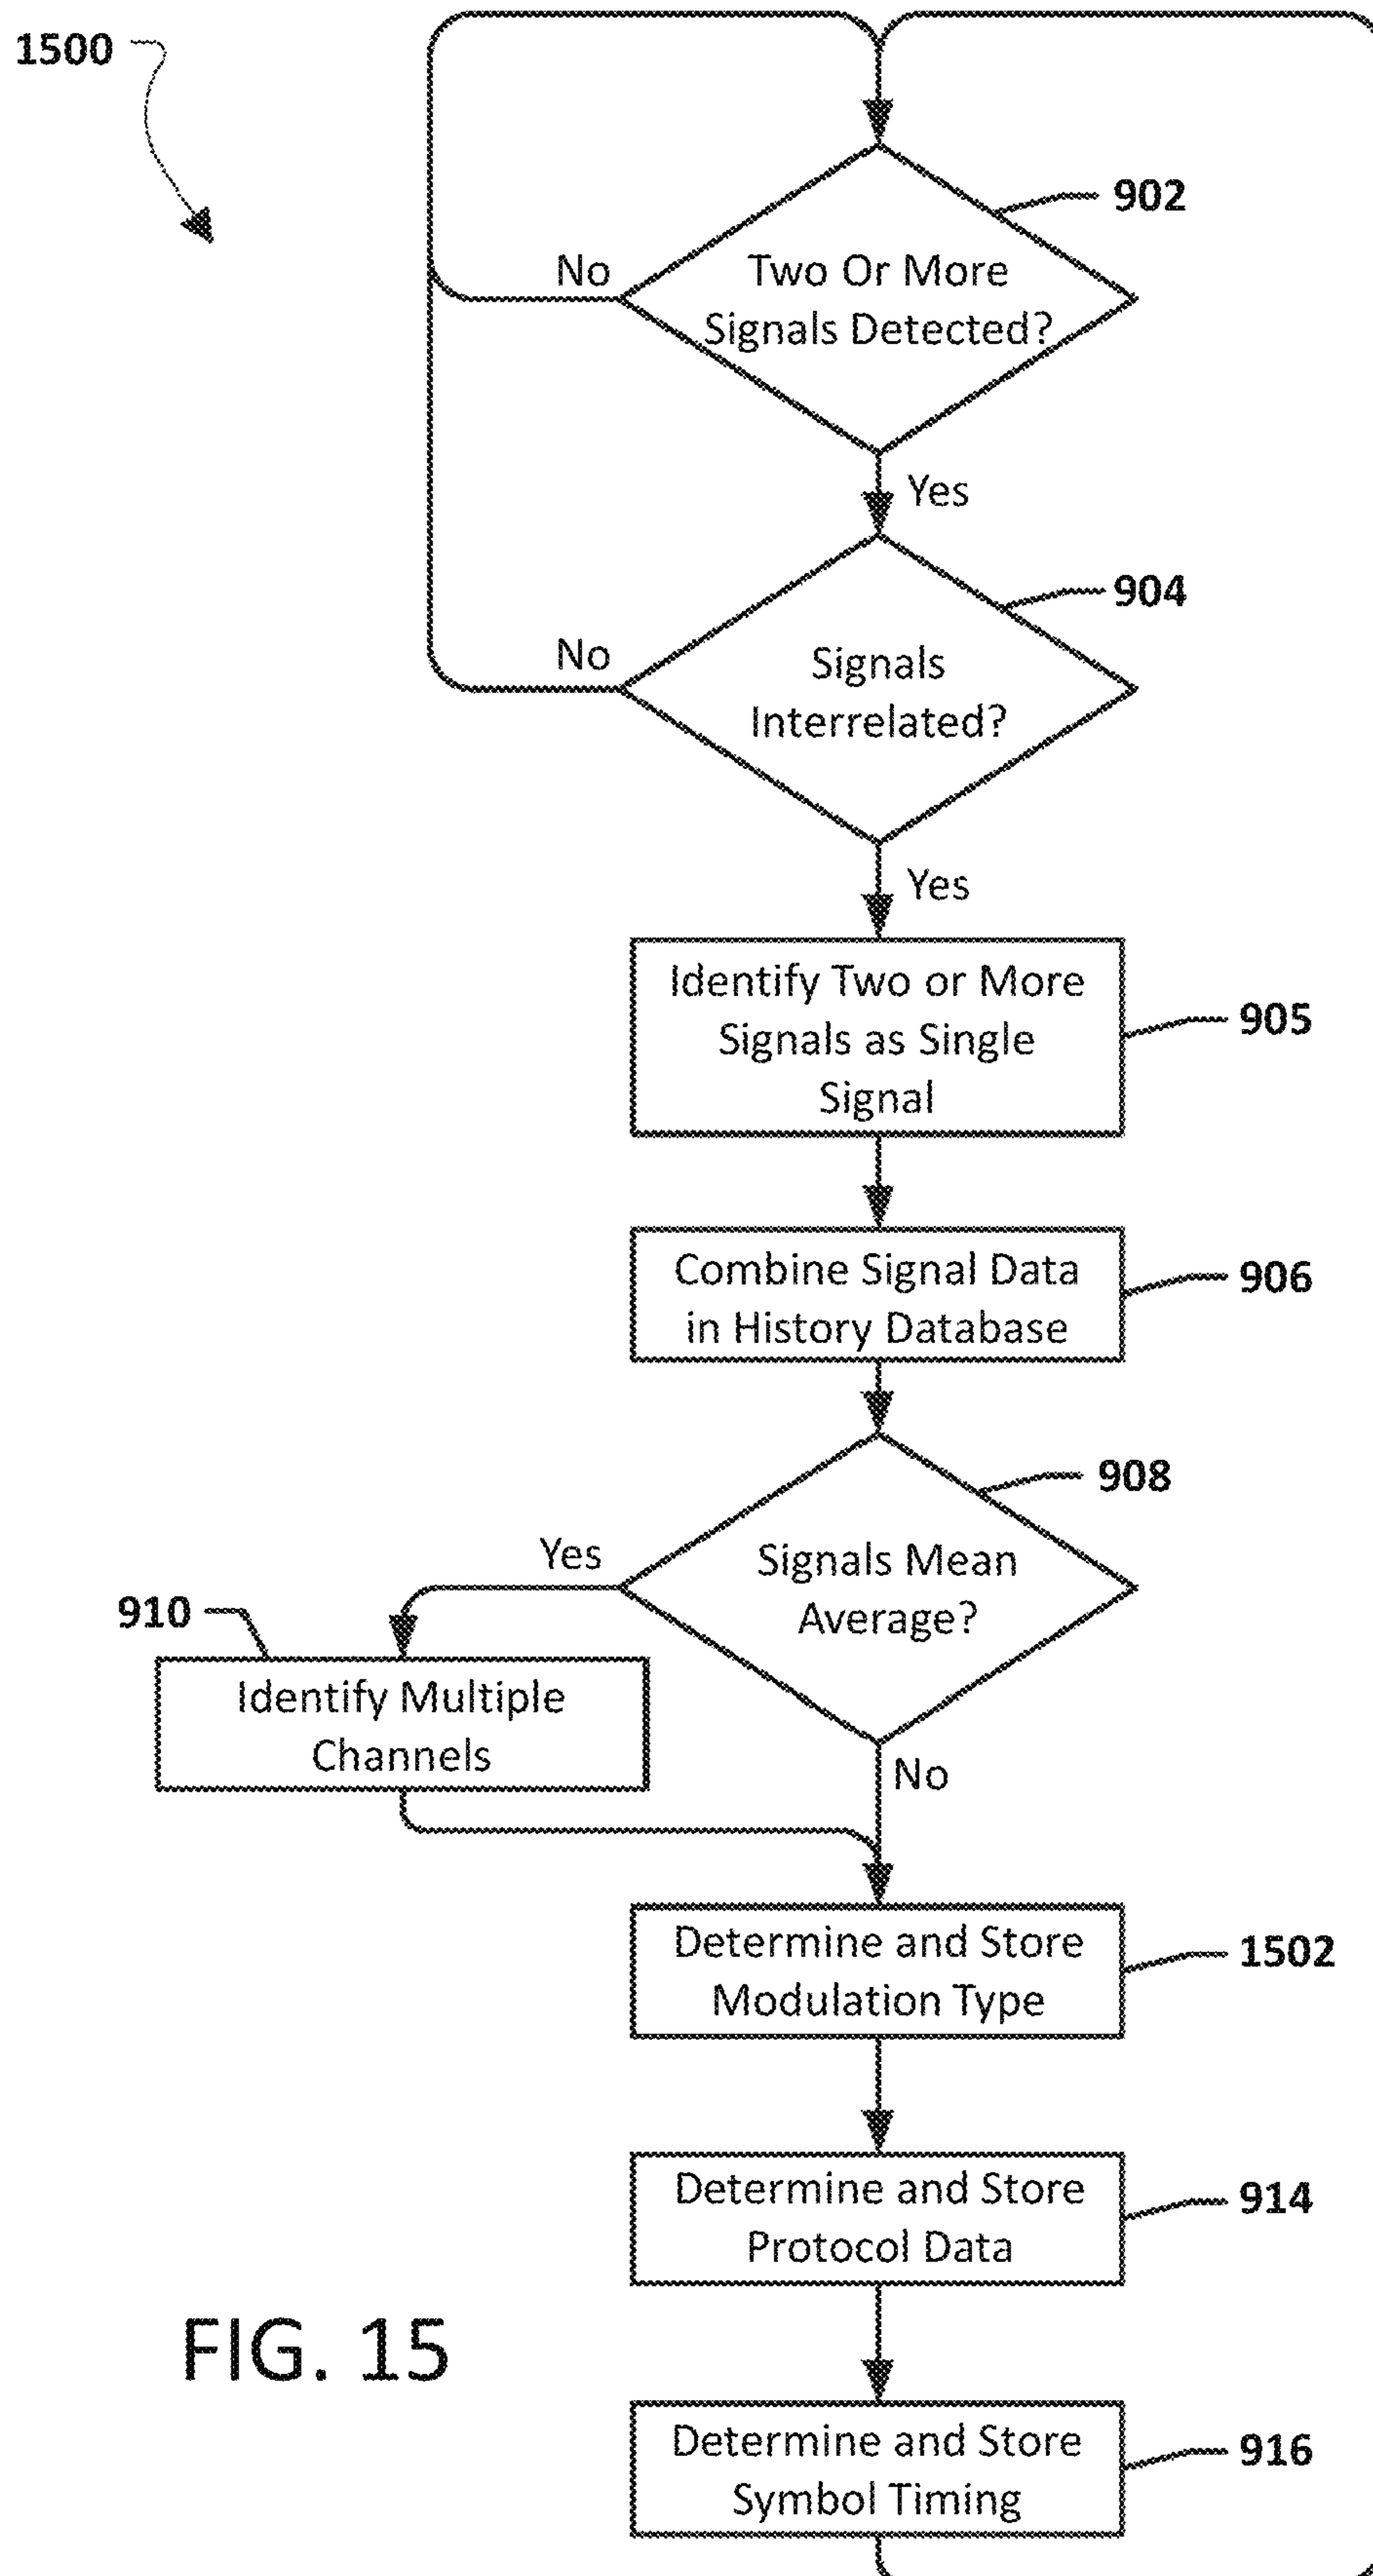 1500
902
No
Two Or More
Signals Detected?
Yes
904
No
Signals
Interrelated?
Yes
Identify Two or More
Signals as Single
Signal
905
Combine Signal Data
in History Database
906
908
Yes
Signals Mean
Average?
910
Identify Multiple
Channels
No
Determine and Store
Modulation Type
1502
Determine and Store
Protocol Data
914
FIG. 15
Determine and Store
Symbol Timing
916